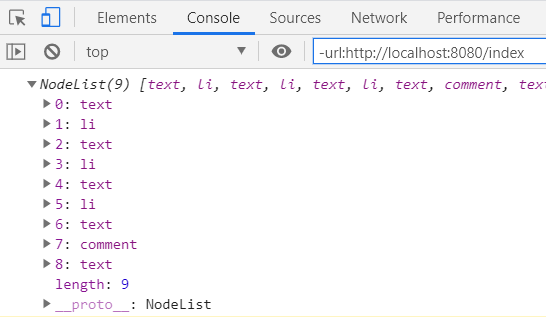 Elements Console Sources Network Performance
top -url:http://localhost:8080/index
NodeList(9) [text, li, text, li, text, li, text, comment, tex
0: text
1: li
2: text
3: li
4: text
5: li
6: text
7: comment
8: text
length: 9
__proto__: NodeList